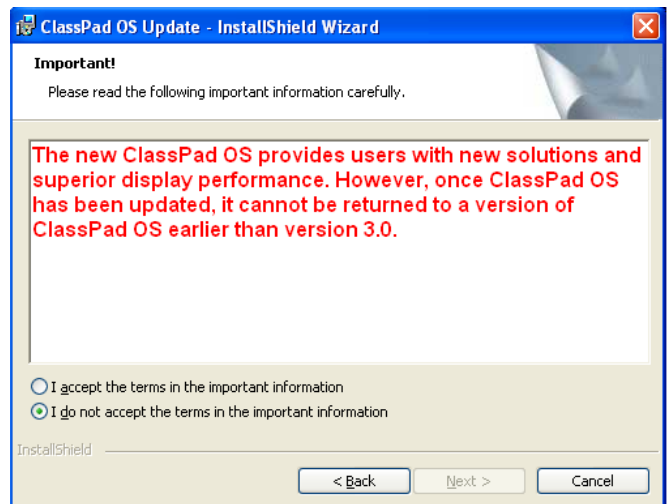 ClassPad OS Update - InstallShield Wizard
Important!
Please read the following important information carefully.
The new ClassPad OS provides users with new solutions and
superior display performance. However, once ClassPad OS
has been updated, it cannot be returned to a version of
ClassPad OS earlier than version 3.0.
I accept the terms in the important information
I do not accept the terms in the important information
InstallShield
< Back
Next >
Cancel